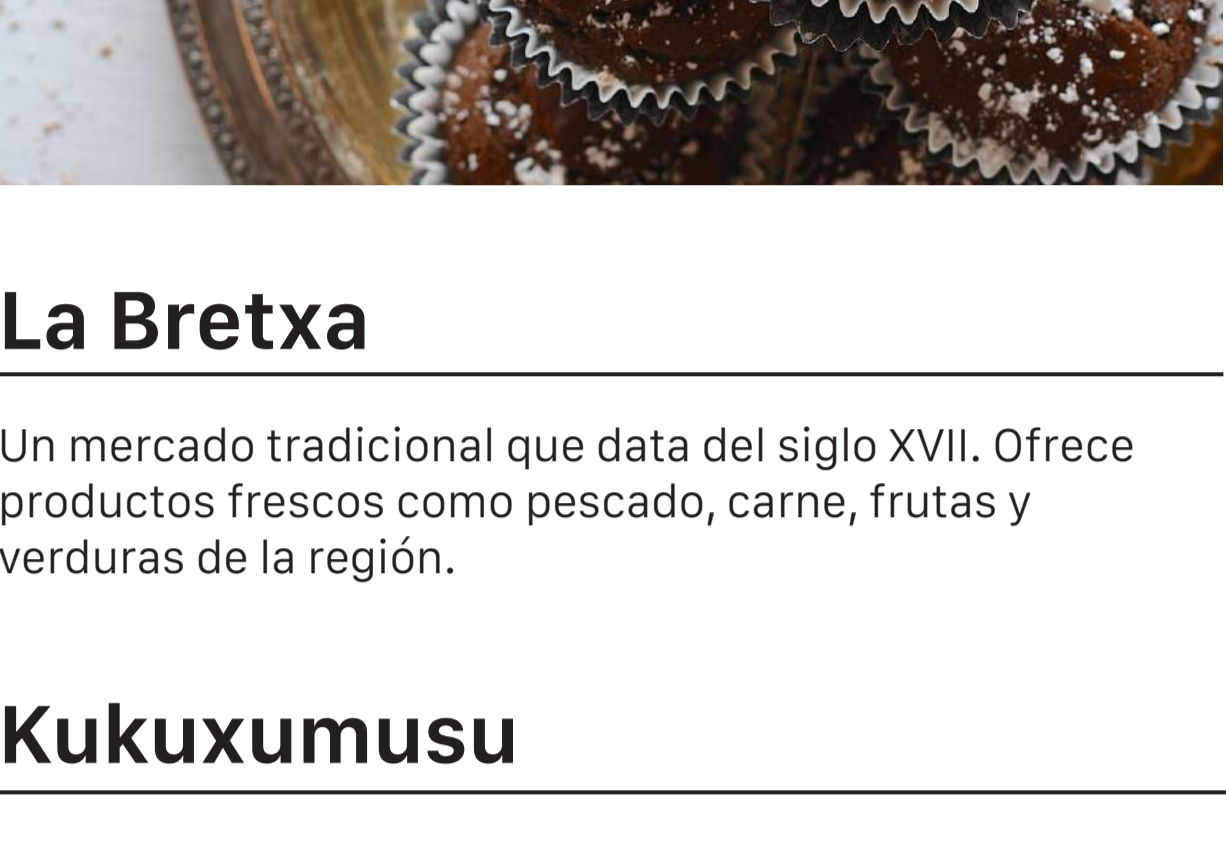 La Bretxa
Un mercado tradicional que data del siglo XVII. Ofrece
productos frescos como pescado, carne, frutas y
verduras de la región.
Kukuxumusu